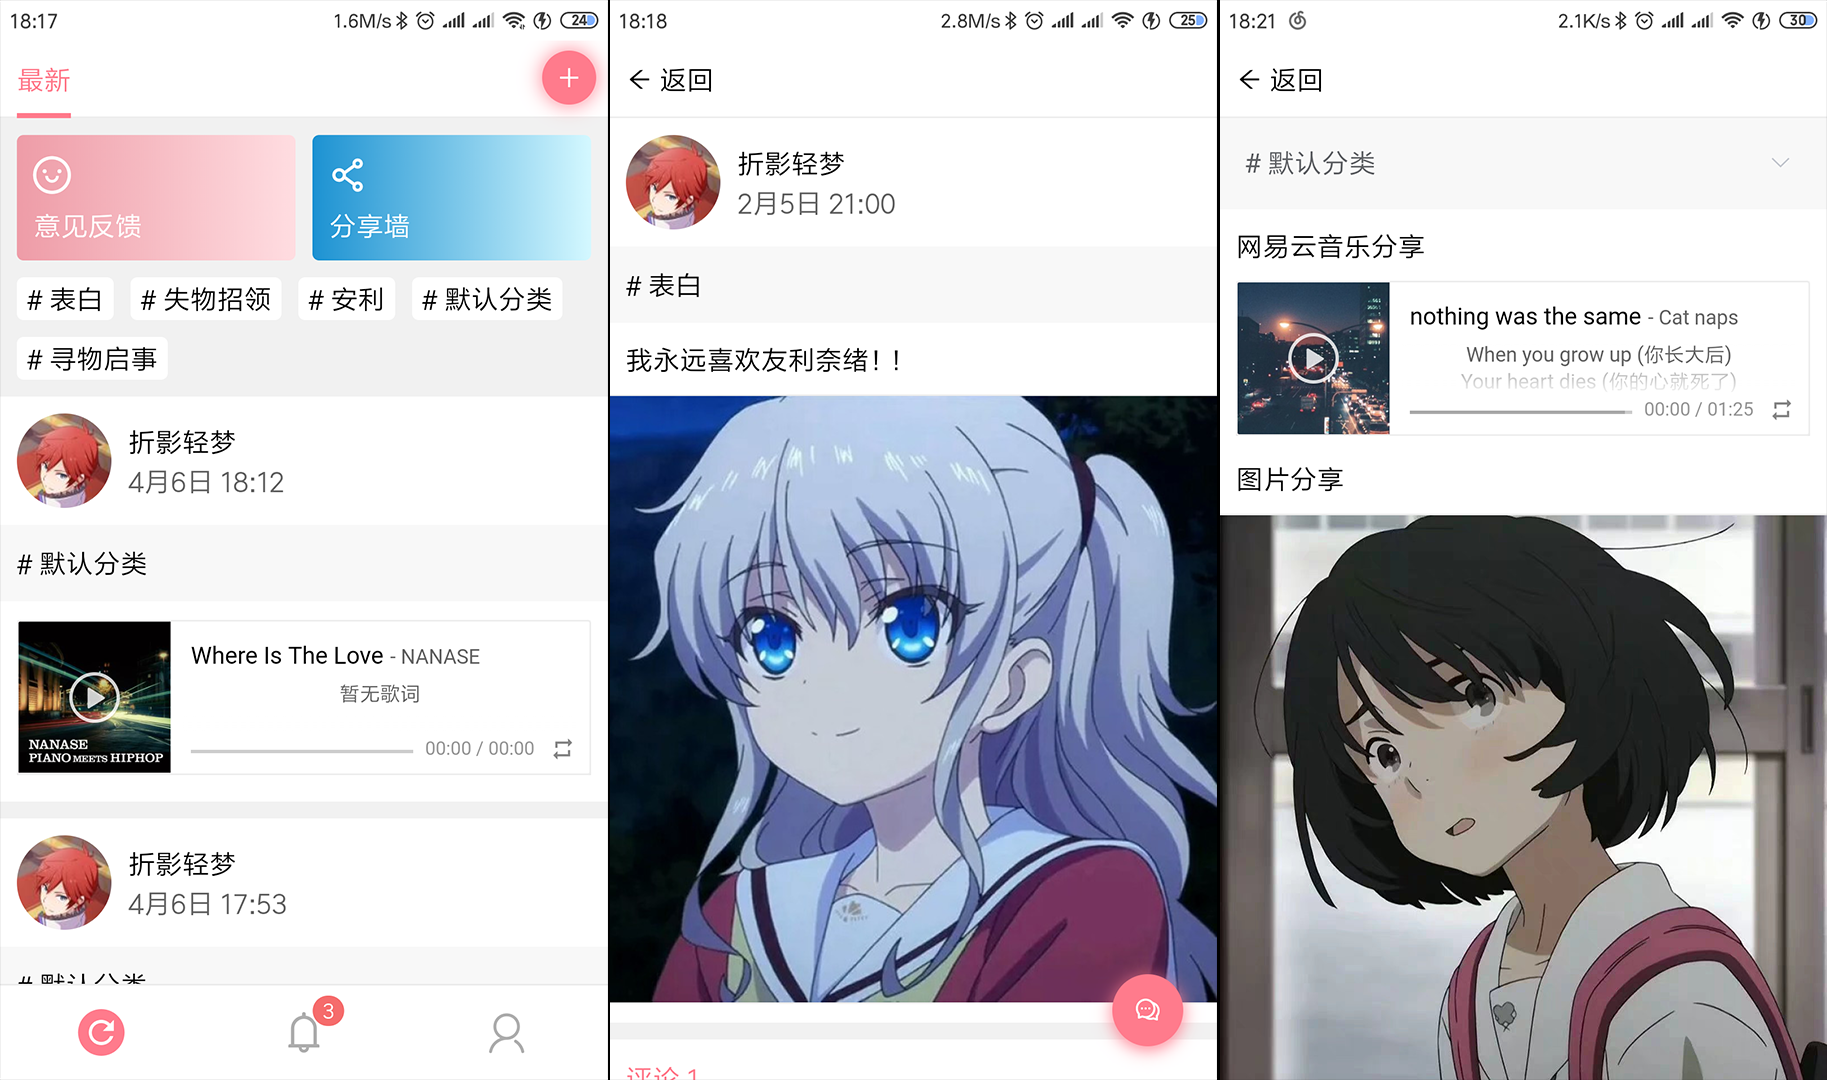 18:17
1.6M/s
24
最新
意见反馈
分享墙
# 表白
# 失物招领
# 安利
# 默认分类
# 寻物启事
折影轻梦
4月6日 18:12
# 默认分类
NANASE
PIANO MEETS HIPHOP
Where Is The Love - NANASE
暂无歌词
00:00 / 00:00
折影轻梦
4月6日 17:53
# 默认分类
3
18:18
2.8M/s
25
返回
折影轻梦
2月5日 21:00
# 表白
我永远喜欢友利奈绪！！
评论 1
18:21
2.1K/s
30
返回
# 默认分类
网易云音乐分享
nothing was the same - Cat naps
When you grow up (你长大后)
Your heart dies (你的心就死了)
00:00 / 01:25
图片分享